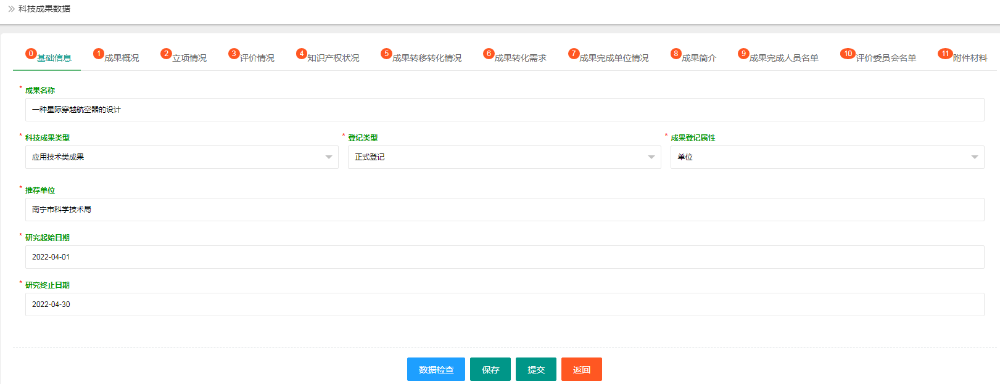 科技成果数据
0 基础信息 1 成果概况 2 立项情况 3 评价情况 4 知识产权状况 5 成果转移转化情况 6 成果转化需求 7 成果完成单位情况 8 成果简介 9 成果完成人员名单 10 评价委员会名单 11 附件材料
* 成果名称
一种星际穿越航空器的设计
* 科技成果类型 * 登记类型 * 成果登记属性
应用技术类成果 正式登记 单位
* 推荐单位
南宁市科学技术局
* 研究起始日期
2022-04-01
* 研究终止日期
2022-04-30
数据检查 保存 提交 返回